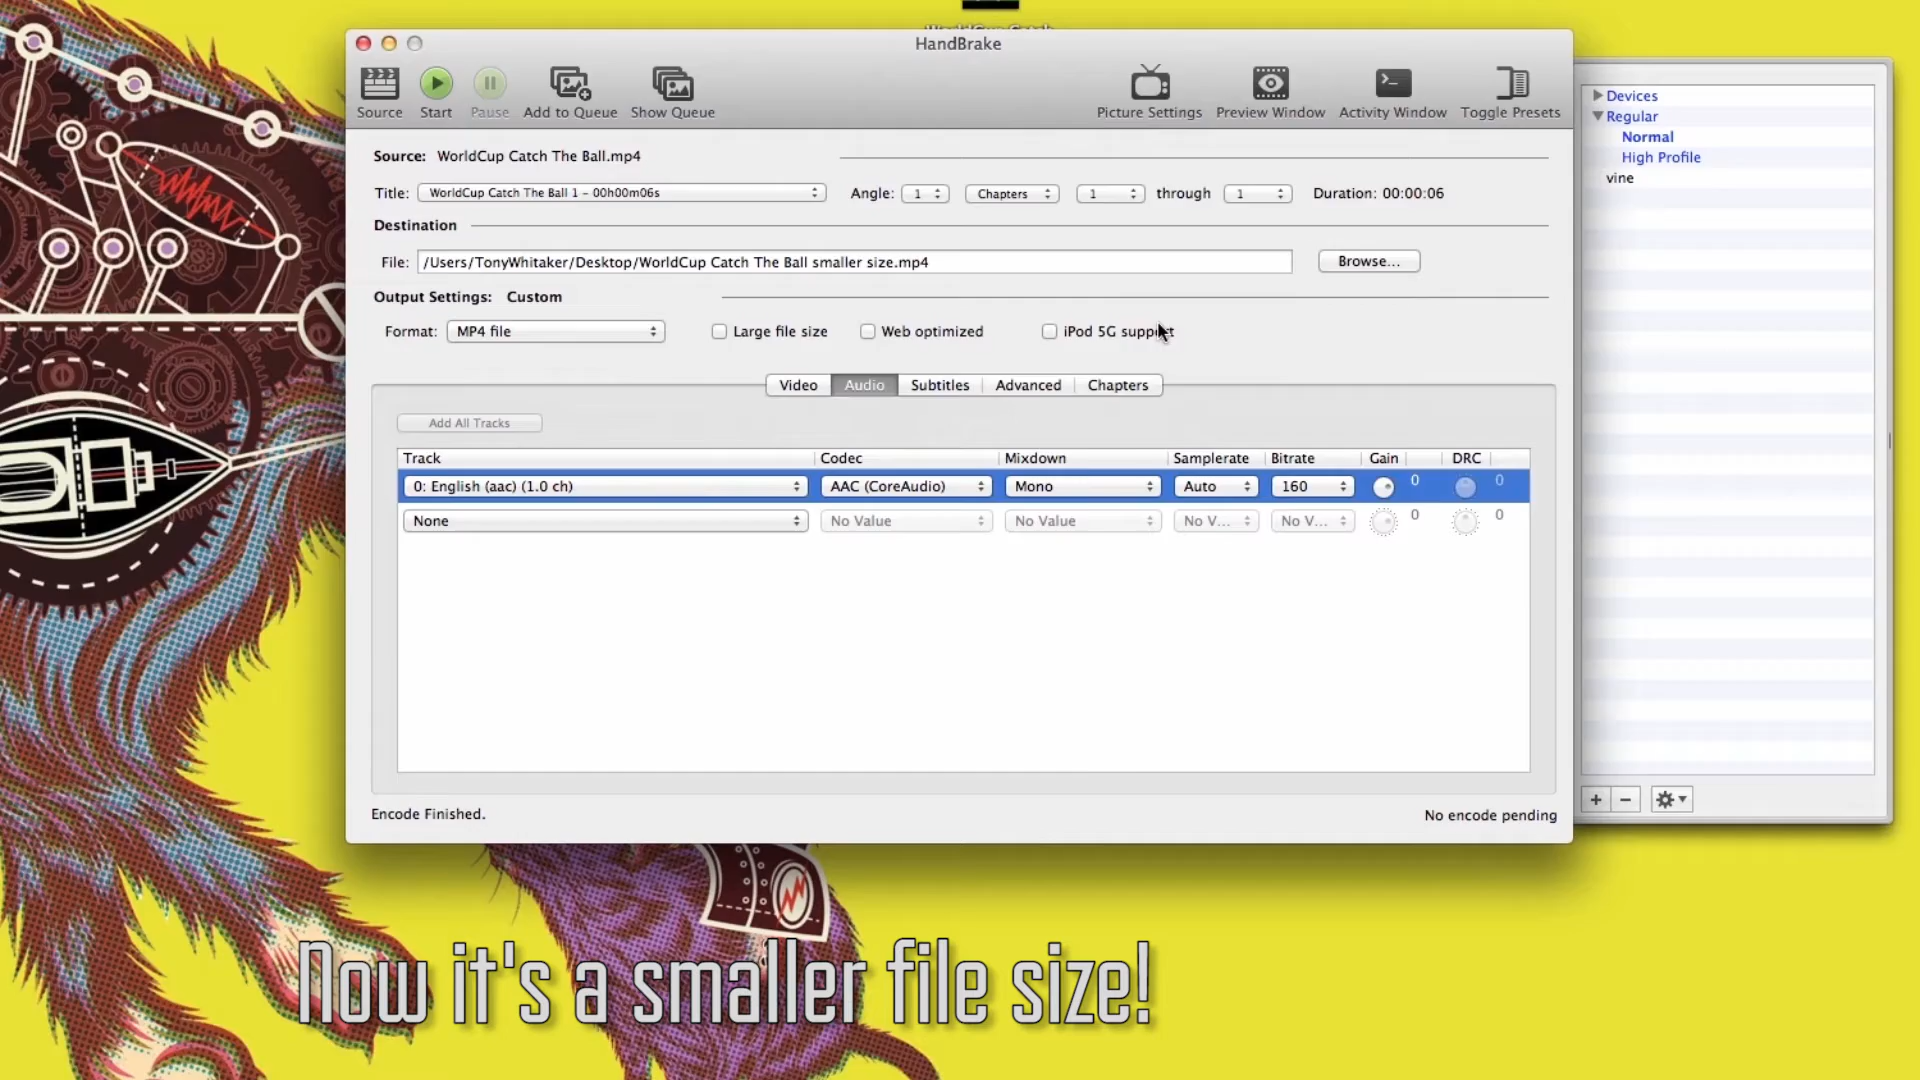 HandBrake
Source Start Pause Add to Queue Show Queue Picture Settings Preview Window Activity Window Toggle Presets
Source: WorldCup Catch The Ball.mp4
Title: WorldCup Catch The Ball 1 - 00h00m06s Angle: 1 Chapters 1 through 1 Duration: 00:00:06
Destination
File: /Users/TonyWhitaker/Desktop/WorldCup Catch The Ball smaller size.mp4 Browse...
Output Settings: Custom
Format: MP4 file Large file size Web optimized iPod 5G support
Video Audio Subtitles Advanced Chapters
Add All Tracks
Track Codec Mixdown Samplerate Bitrate Gain DRC
0: English (aac) (1.0 ch) AAC (CoreAudio) Mono Auto 160 0 0
None No Value No Value No V... No V... 0 0
Encode Finished. No encode pending
Devices
Regular
Normal
High Profile
vine
Now it's a smaller file size!